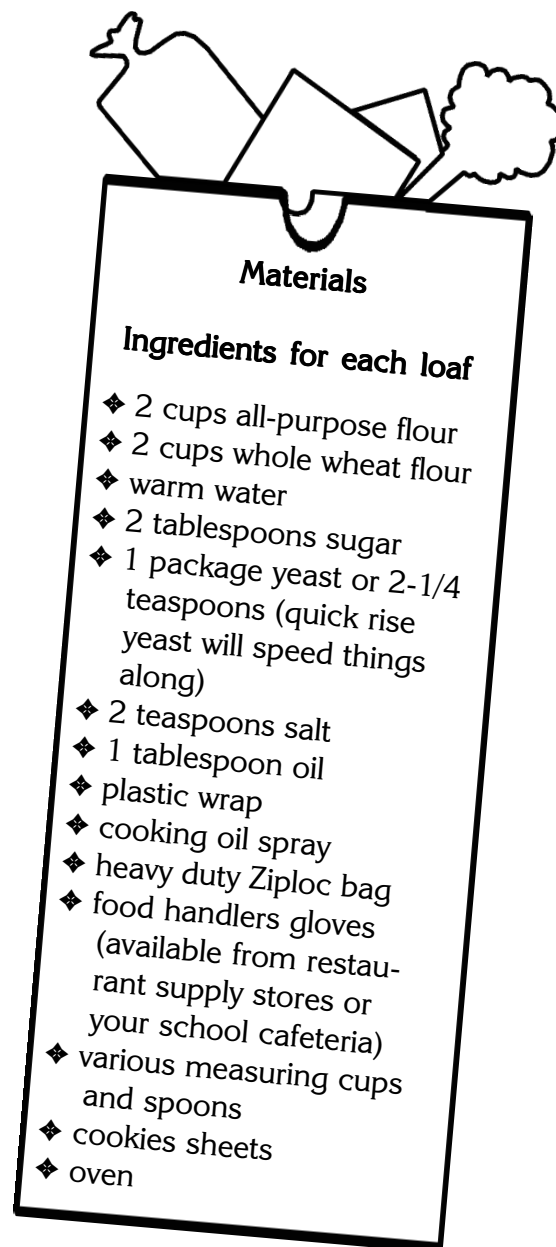 Materials
Ingredients for each loaf
❖ 2 cups all-purpose flour
❖ 2 cups whole wheat flour
❖ warm water
❖ 2 tablespoons sugar
❖ 1 package yeast or 2-1/4
teaspoons (quick rise
yeast will speed things
along)
❖ 2 teaspoons salt
❖ 1 tablespoon oil
❖ plastic wrap
❖ cooking oil spray
❖ heavy duty Ziploc bag
❖ food handlers gloves
(available from restau-
rant supply stores or
your school cafeteria)
❖ various measuring cups
and spoons
❖ cookies sheets
❖ oven